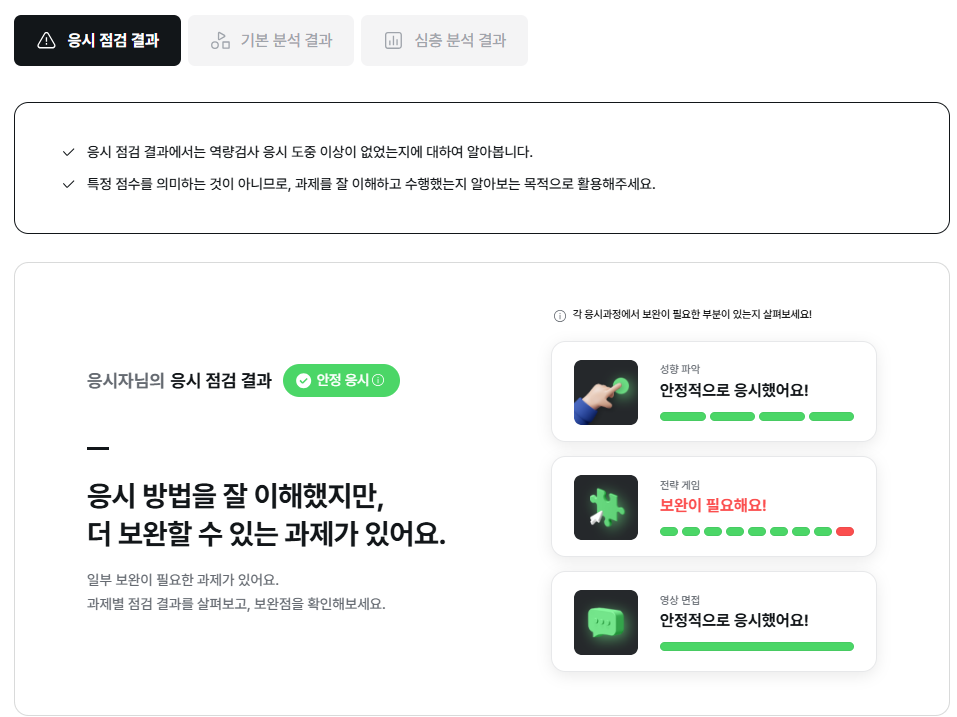 응시 점검 결과
기본 분석 결과
심층 분석 결과
응시 점검 결과에서는 역량검사 응시 도중 이상이 없었는지에 대하여 알아봅니다.
특정 점수를 의미하는 것이 아니므로, 과제를 잘 이해하고 수행했는지 알아보는 목적으로 활용해주세요.
응시자님의 응시 점검 결과
안정 응시
응시 방법을 잘 이해했지만,
더 보완할 수 있는 과제가 있어요.
일부 보완이 필요한 과제가 있어요.
과제별 점검 결과를 살펴보고, 보완점을 확인해보세요.
각 응시과정에서 보완이 필요한 부분이 있는지 살펴보세요!
성향 파악
안정적으로 응시했어요!
전략 게임
보완이 필요해요!
영상 면접
안정적으로 응시했어요!